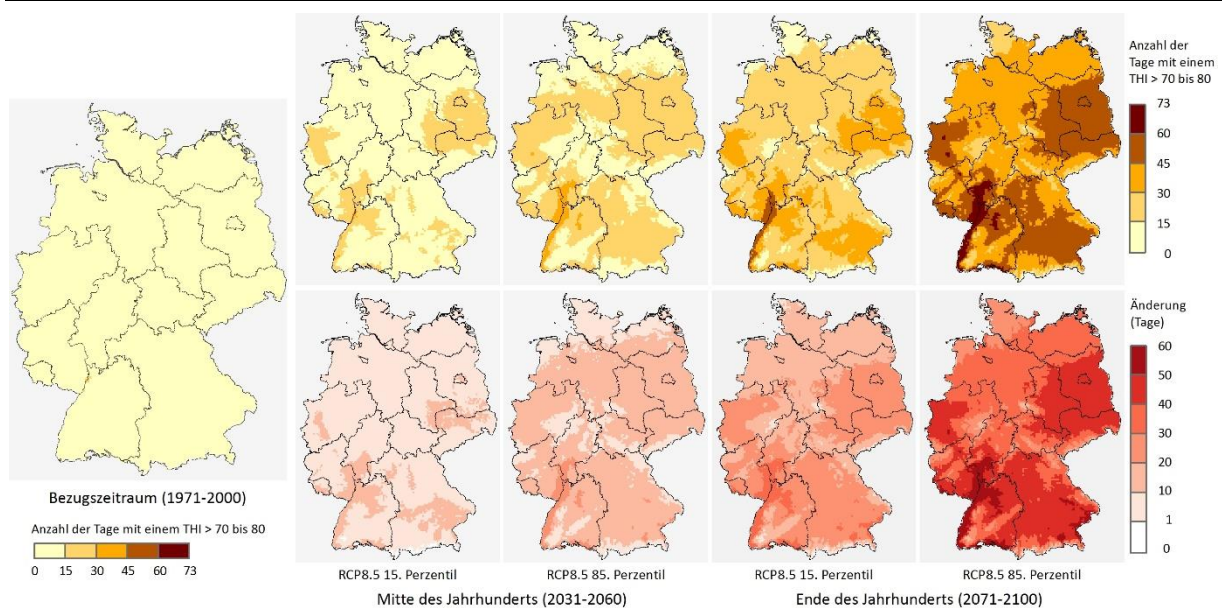 Bezugszeitraum (1971-2000)
Anzahl der Tage mit einem THI > 70 bis 80
0 15 30 45 60 73
Anzahl der
Tage mit einem
THI > 70 bis 80
73
60
45
30
15
0
Änderung
(Tage)
60
50
40
30
20
10
1
0
RCP8.5 15. Perzentil
RCP8.5 85. Perzentil
RCP8.5 15. Perzentil
RCP8.5 85. Perzentil
Mitte des Jahrhunderts (2031-2060)
Ende des Jahrhunderts (2071-2100)